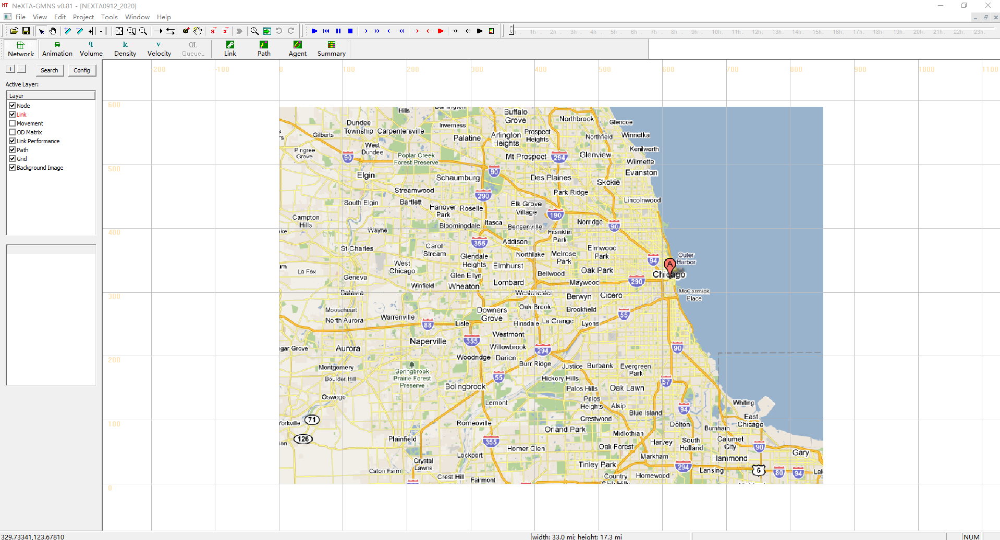 NeXTA-GMNS v0.81 - [NEXTA0912_2020]
File View Edit Project Tools Window Help
1h. 2h. 3h. 4h. 5h. 6h. 7h. 8h. 9h. 10h. 11h. 12h. 13h. 14h. 15h. 16h. 17h. 18h. 19h. 20h. 21h. 22h. 23h.
Network Animation Volume Density Velocity QueueL Link Path Agent Summary
+ - Search Config
Active Layer:
Layer
Node
Link
Movement
OD Matrix
Link Performance
Path
Grid
Background Image
-200 -100 0 100 200 300 400 500 600 700 800 900 1000 1100
600
500
400
300
200
100
0
Hills
Buffalo Grove
Northbrook
Glencoe
Dundee Township
Carpentersville
Inverness
Gilberts
Palatine
Arlington Heights
Prospect Heights
Northfield
Winnetka
West Dundee
Pingree Grove
Kenilworth
90
Poplar Creek Forest Preserve
Mt Prospect
294
Glenview
Wilmette
Elgin
90
Evanston
Schaumburg
Des Plaines
Skokie
Streamwood
290
Park Ridge
South Elgin
Bartlett
Elk Grove Village
Lincolnwood
Hanover Park
Roselle
190
Campton Hills
Itasca
Norridge
90
Bloomingdale
Bensenville
Wayne
Franklin Park
355
Addison
St Charles
Carol Stream
Northlake
Melrose Park
Elmwood Park
Glendale Heights
Outer Harbor
94
A
West Chicago
Elmhurst
La Fox
Bellwood
Oak Park
Chicago
Geneva
Glen Ellyn
Lombard
Maywood
290
Winfield
Wheaton
Batavia
Westchester
Berwyn
Cicero
McCormick Place
Mooseheart
Oak Brook
Brookfield
Downers Grove
55
North Aurora
Warrenville
88
Lisle
Hinsdale
La Grange
Lyons
Westmont
Naperville
355
Aurora
Willowbrook
294
90
Woodridge
Darien
Burr Ridge
Justice
Burbank
Evergreen Park
Montgomery
Springbrook Prairie Forest Preserve
Boulder Hill
55
Hickory Hills
57
Bolingbrook
Palos Hills
Oak Lawn
Oswego
Lemont
Palos Heights
Alsip
94
Whiting
Blue Island
East Chicago
71
Yorkville
Romeoville
Crestwood
Dolton
Burnham
Orland Park
Midlothian
126
Plainfield
355
Homer Glen
Oak Forest
Harvey
South Holland
Calumet City
90
Lockport
Markham
Hammond
Gary
Crystal Lawns
Tinley Park
294
Lansing
6
80
94
Caton Farm
Crest Hill
Fairmont
Country Club Hills
Homewood
329.73341,123.67810
width: 33.0 mi; height: 17.3 mi
NUM